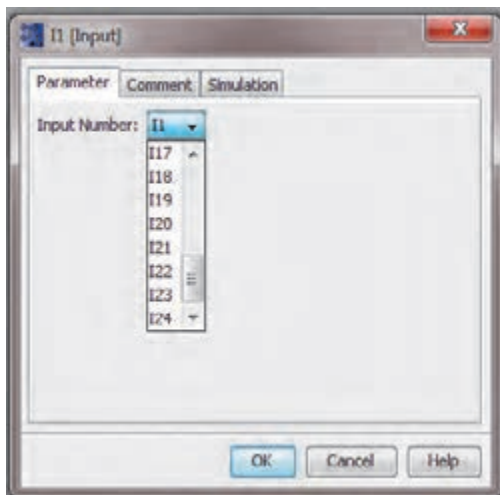 I1 [Input]
Parameter Comment Simulation
Input Number: I1
I17
I18
I19
I20
I21
I22
I23
I24
OK Cancel Help